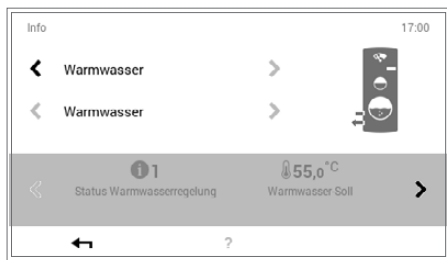 Info 17:00
Warmwasser
Warmwasser
1 55,0°C
Status Warmwasserregelung Warmwasser Soll
?